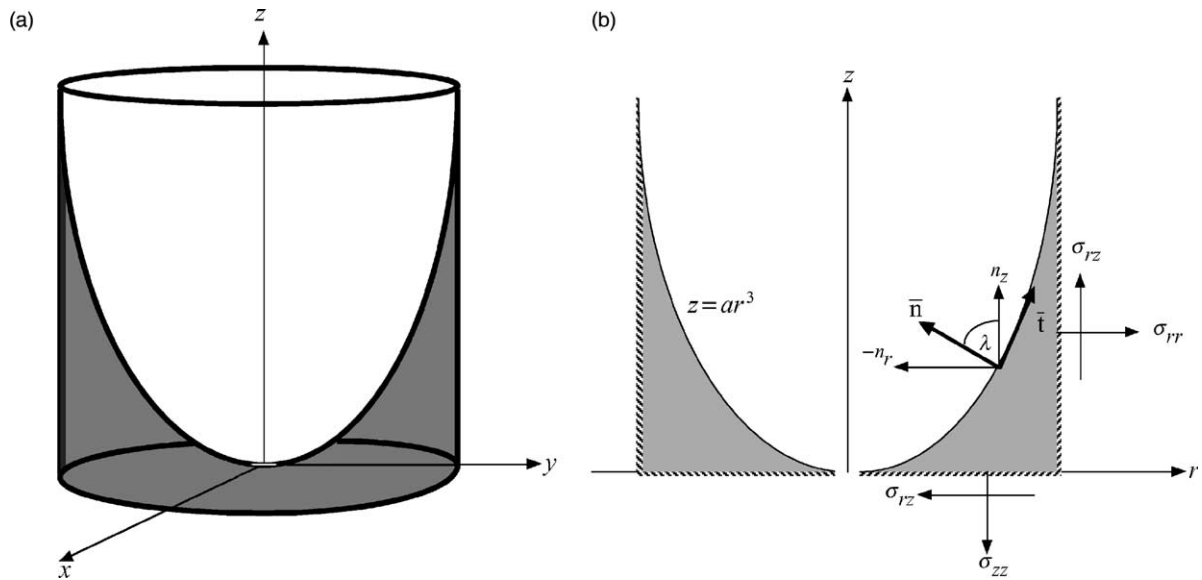 (a)
z
y
x
(b)
z
z = ar³
n̄
n_z
λ
t̄
−n_r
σ_rz
σ_rr
r
σ_rz
σ_zz